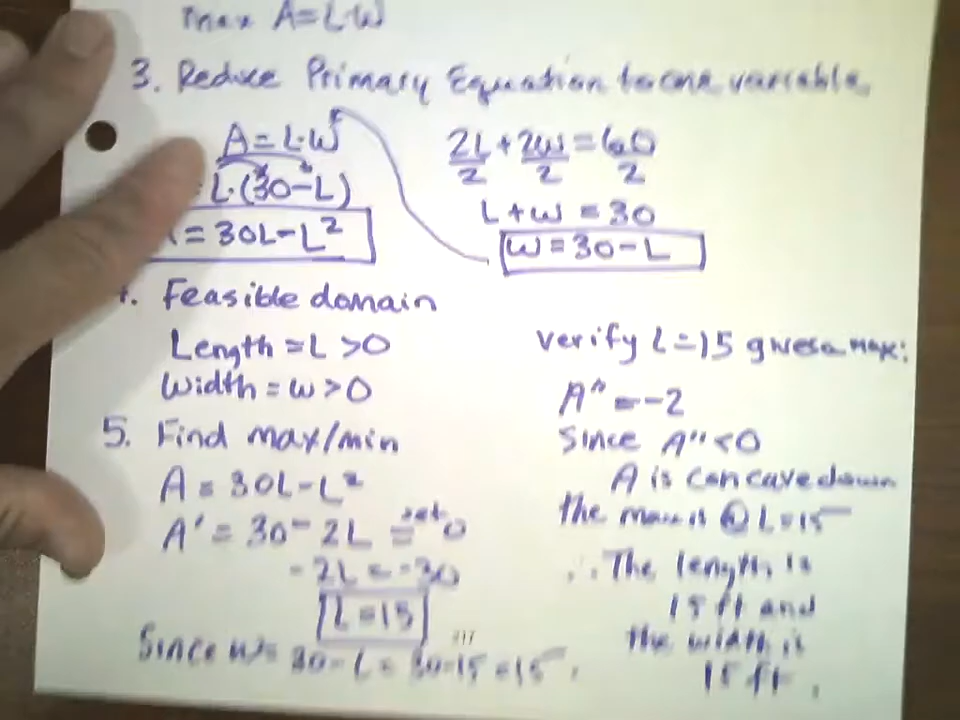 max A=L·W
3. Reduce Primary Equation to one variable
A=L·W
=L·(30-L)
=30L-L²
2L/2+2W/2=60/2
L+W=30
W=30-L
4. Feasible domain
Length=L>0
Width=w>0
5. Find max/min
A=30L-L²
A'=30-2L set = 0
-2L=-30
L=15
Since W=30-L=30-15=15
verify L=15 gives a max:
A"=-2
Since A"<0
A is concave down
the max is @ L=15
∴ The length is
15 ft and
the width is
15 ft.